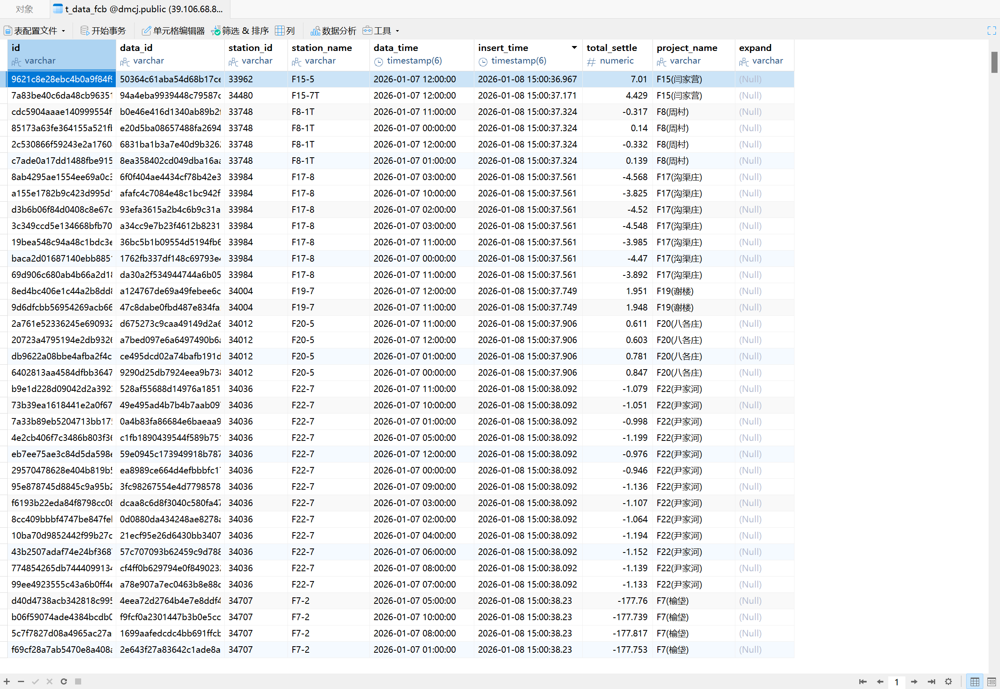 对象 t_data_fcb @dmcj.public (39.106.68.8...
表配置文件 开始事务 单元格编辑器 筛选 & 排序 列 数据分析 工具
id data_id station_id station_name data_time insert_time total_settle project_name expand
varchar varchar varchar varchar timestamp(6) timestamp(6) # numeric varchar varchar
9621c8e28ebc4b0a9f84f9 50364c61aba54d68b17ce 33962 F15-5 2026-01-07 12:00:00 2026-01-08 15:00:36.967 7.01 F15(闫家营) (Null)
7a83be40c6da48cb96351 94a4eba9939448c79587c 34480 F15-7T 2026-01-07 12:00:00 2026-01-08 15:00:37.171 4.429 F15(闫家营) (Null)
cdc5904aaae140999554f b0e46e416d1340ab89b2f 33748 F8-1T 2026-01-07 11:00:00 2026-01-08 15:00:37.324 -0.317 F8(周村) (Null)
85173a63fe364155a521fb e20d5ba08657488fa2694 33748 F8-1T 2026-01-07 00:00:00 2026-01-08 15:00:37.324 0.14 F8(周村) (Null)
2c530866f59243e2a1760 6831ba1b3a7e40d9b326 33748 F8-1T 2026-01-07 12:00:00 2026-01-08 15:00:37.324 -0.332 F8(周村) (Null)
c7ade0a17dd1488fbe915 8ea358402cd049dba16aa 33748 F8-1T 2026-01-07 01:00:00 2026-01-08 15:00:37.324 0.139 F8(周村) (Null)
8ab4295ae1554ee69a0c3 6f0f404ae4434cf78b42e3 33984 F17-8 2026-01-07 03:00:00 2026-01-08 15:00:37.561 -4.568 F17(沟渠庄) (Null)
a155e1782b9c423d995d1 afafc4c7084e48c1bc942f 33984 F17-8 2026-01-07 10:00:00 2026-01-08 15:00:37.561 -3.825 F17(沟渠庄) (Null)
d3b6b06f84d0408c8e67c 93efa3615a2b4c6b9c31a 33984 F17-8 2026-01-07 02:00:00 2026-01-08 15:00:37.561 -4.52 F17(沟渠庄) (Null)
3c349ccd5e134668bfb70 a34cc9e7b23f4612b8231 33984 F17-8 2026-01-07 03:00:00 2026-01-08 15:00:37.561 -4.548 F17(沟渠庄) (Null)
19bea548c94a48c1bdc3e 36bc5b1b09554d5194fb6 33984 F17-8 2026-01-07 11:00:00 2026-01-08 15:00:37.561 -3.985 F17(沟渠庄) (Null)
baca2d01687140ebb8851 1762fb337df148c69793e4 33984 F17-8 2026-01-07 00:00:00 2026-01-08 15:00:37.561 -4.47 F17(沟渠庄) (Null)
69d906c680ab4b66a2d18 da30a2f534944744a6b05 33984 F17-8 2026-01-07 11:00:00 2026-01-08 15:00:37.561 -3.892 F17(沟渠庄) (Null)
8ed4bc406e1c44a2b8dd8 a124767de69a49febee6c 34004 F19-7 2026-01-07 12:00:00 2026-01-08 15:00:37.749 1.951 F19(谢楼) (Null)
9d6dfcbb56954269acb66 47c8dabe0fbd487e834fa 34004 F19-7 2026-01-07 11:00:00 2026-01-08 15:00:37.749 1.948 F19(谢楼) (Null)
2a761e52336245e690932 d675273c9caa49149d2a6 34012 F20-5 2026-01-07 11:00:00 2026-01-08 15:00:37.906 0.611 F20(八各庄) (Null)
20723a4795194e2db9326 a7bed097e6a6497490b6a 34012 F20-5 2026-01-07 12:00:00 2026-01-08 15:00:37.906 0.603 F20(八各庄) (Null)
db9622a08bbe4afba2f4c ce495dcd02a74bafb191d 34012 F20-5 2026-01-07 01:00:00 2026-01-08 15:00:37.906 0.781 F20(八各庄) (Null)
6402813aa4584dfbb3647 9290d25db7924eea9b738 34012 F20-5 2026-01-07 00:00:00 2026-01-08 15:00:37.906 0.847 F20(八各庄) (Null)
b9e1d228d09042d2a392 528af55688d14976a1851 34036 F22-7 2026-01-07 11:00:00 2026-01-08 15:00:38.092 -1.079 F22(尹家河) (Null)
73b39ea1618441e2a0f67 49e495ad4b7b4b7aab09 34036 F22-7 2026-01-07 10:00:00 2026-01-08 15:00:38.092 -1.051 F22(尹家河) (Null)
7a33b89eb5204713bb175 0a4b83fa86684e6baeaa9 34036 F22-7 2026-01-07 01:00:00 2026-01-08 15:00:38.092 -0.998 F22(尹家河) (Null)
4e2cb406f7c3486b803f36 c1fb1890439544f589b751 34036 F22-7 2026-01-07 05:00:00 2026-01-08 15:00:38.092 -1.199 F22(尹家河) (Null)
eb7ee75ae3c84d5da598e 59e0945c173949918b787 34036 F22-7 2026-01-07 12:00:00 2026-01-08 15:00:38.092 -0.976 F22(尹家河) (Null)
29570478628e404b819b5 ea8989ce664d4efbbbfc17 34036 F22-7 2026-01-07 00:00:00 2026-01-08 15:00:38.092 -0.946 F22(尹家河) (Null)
95e878745d8845c9a95b2 3fc98267554e4d7798578 34036 F22-7 2026-01-07 09:00:00 2026-01-08 15:00:38.092 -1.136 F22(尹家河) (Null)
f6193b22eda84f8798cc08 dcaa8c6d8f3040c580fa47 34036 F22-7 2026-01-07 03:00:00 2026-01-08 15:00:38.092 -1.107 F22(尹家河) (Null)
8cc409bbbf4747be847fel 0d0880da434248ae8278a 34036 F22-7 2026-01-07 02:00:00 2026-01-08 15:00:38.092 -1.064 F22(尹家河) (Null)
10ba70d9852442f99b27c 21ecf95e26d6430bb3407 34036 F22-7 2026-01-07 04:00:00 2026-01-08 15:00:38.092 -1.194 F22(尹家河) (Null)
43b2507adaf74e24bf368 57c707093b62459c9d788 34036 F22-7 2026-01-07 06:00:00 2026-01-08 15:00:38.092 -1.152 F22(尹家河) (Null)
774854265db7444099134 cf4ff0b629794e0f849023 34036 F22-7 2026-01-07 08:00:00 2026-01-08 15:00:38.092 -1.139 F22(尹家河) (Null)
99ee4923555c43a6b0ff4e a78e907a7ec0463b8e88c 34036 F22-7 2026-01-07 07:00:00 2026-01-08 15:00:38.092 -1.133 F22(尹家河) (Null)
d40d4738acb342818c995 4eea72d2764b4e7e8ddf4 34707 F7-2 2026-01-07 05:00:00 2026-01-08 15:00:38.23 -177.76 F7(榆垡) (Null)
b06f59074ade4384bcdb0 f9fcf0a2301447b3b0e5cc 34707 F7-2 2026-01-07 10:00:00 2026-01-08 15:00:38.23 -177.739 F7(榆垡) (Null)
5c7f7827d08a4965ac27a 1699aafedcdc4bb691ffcb 34707 F7-2 2026-01-07 08:00:00 2026-01-08 15:00:38.23 -177.817 F7(榆垡) (Null)
f69cf28a7ab5470e8a408a 2e643f27a83642c1ade8a 34707 F7-2 2026-01-07 01:00:00 2026-01-08 15:00:38.23 -177.753 F7(榆垡) (Null)
1